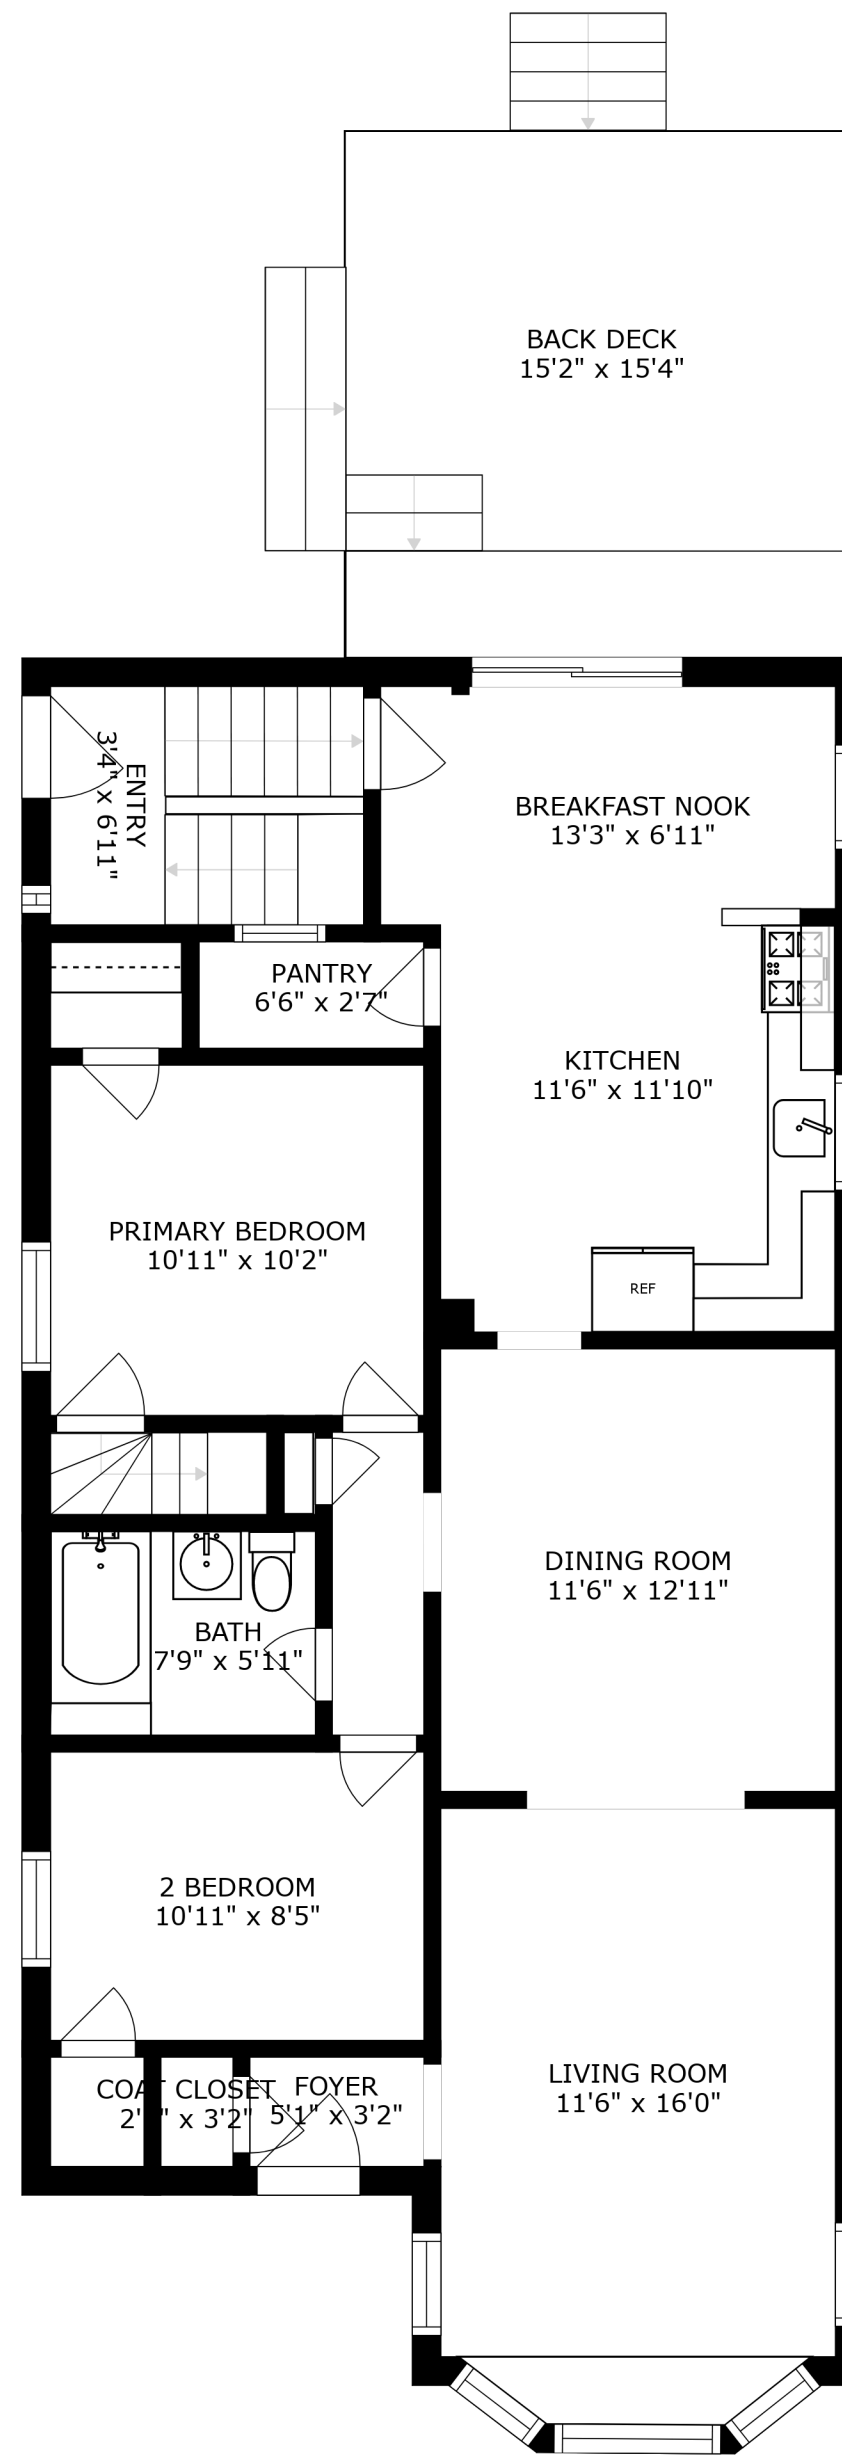 BACK DECK
15'2" x 15'4"
ENTRY
3'4" x 6'11"
BREAKFAST NOOK
13'3" x 6'11"
PANTRY
6'6" x 2'7"
KITCHEN
11'6" x 11'10"
PRIMARY BEDROOM
10'11" x 10'2"
REF
DINING ROOM
11'6" x 12'11"
BATH
7'9" x 5'11"
2 BEDROOM
10'11" x 8'5"
LIVING ROOM
11'6" x 16'0"
COAT CLOSET
x 3'2"
FOYER
5'1" x 3'2"